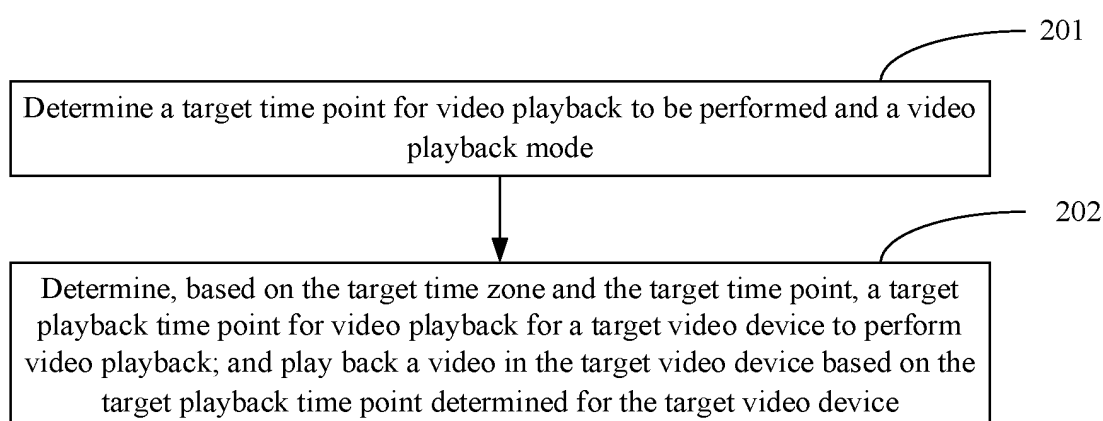 201
Determine a target time point for video playback to be performed and a video
playback mode
202
Determine, based on the target time zone and the target time point, a target
playback time point for video playback for a target video device to perform
video playback; and play back a video in the target video device based on the
target playback time point determined for the target video device